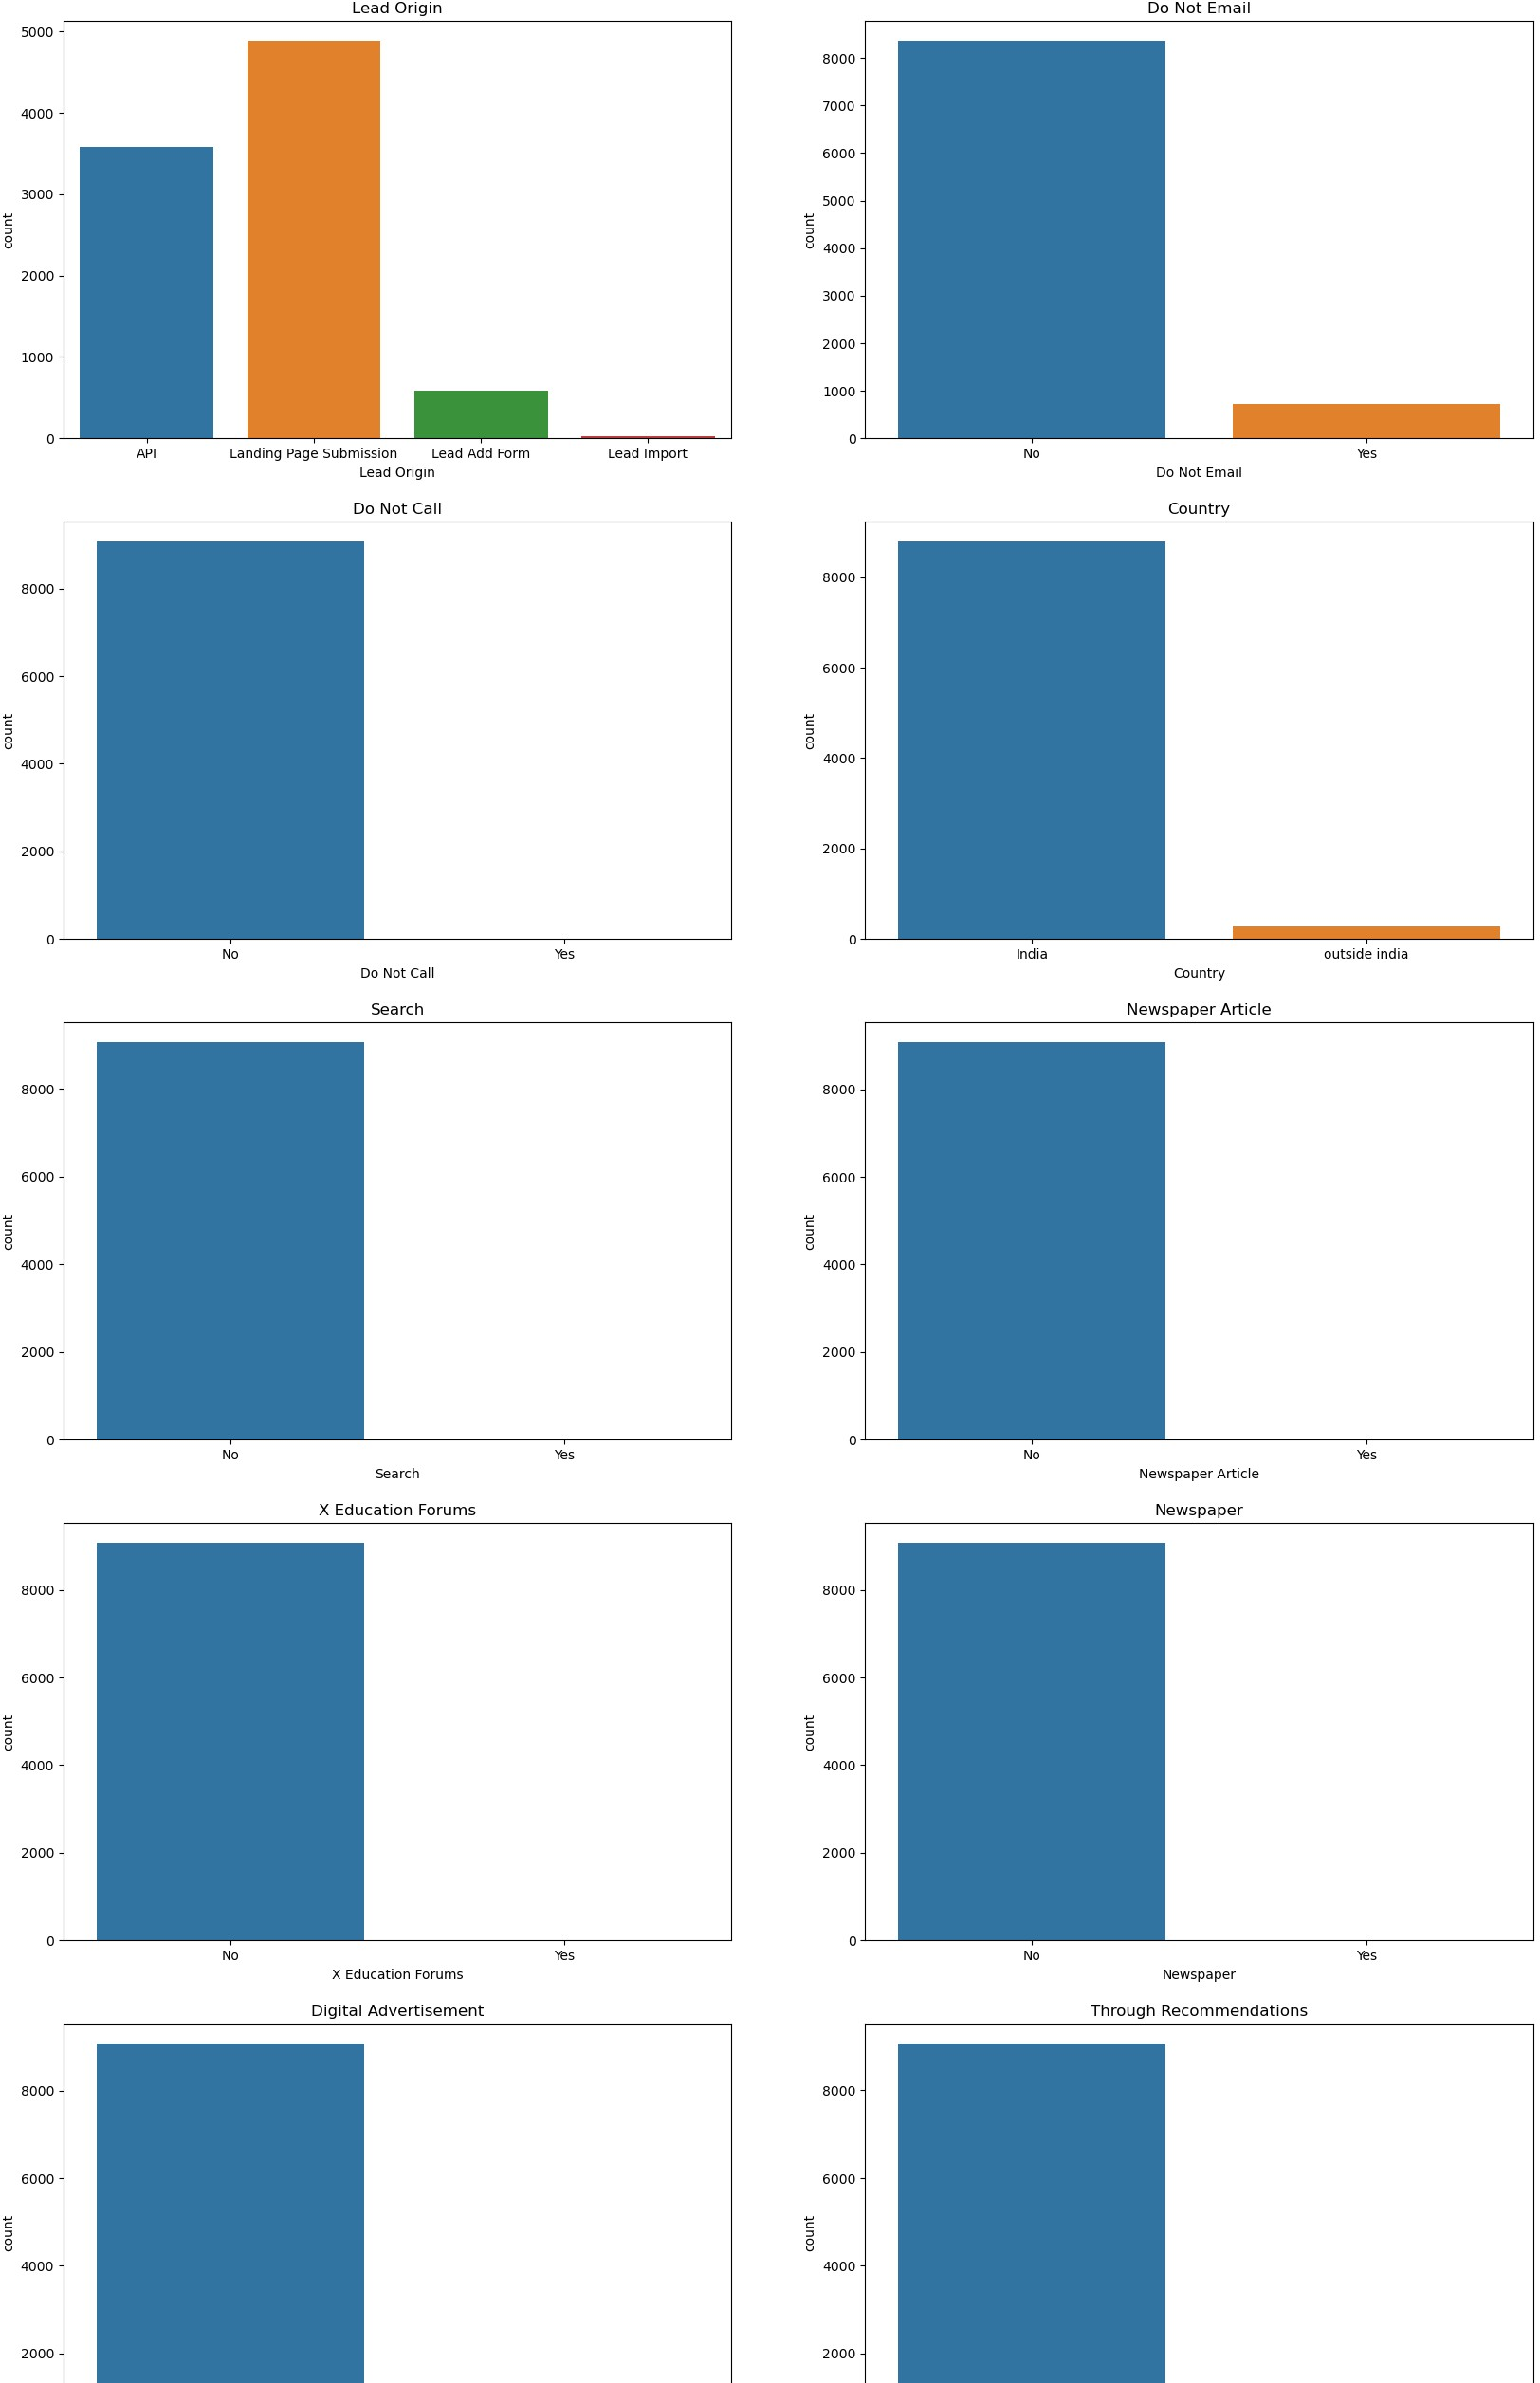 Lead Origin
5000
4000
3000
2000
1000
0
count
API Landing Page Submission Lead Add Form Lead Import
Lead Origin
Do Not Email
8000
7000
6000
5000
4000
3000
2000
1000
0
count
No Yes
Do Not Email
Do Not Call
8000
6000
4000
2000
0
count
No Yes
Do Not Call
Country
8000
6000
4000
2000
0
count
India outside india
Country
Search
8000
6000
4000
2000
0
count
No Yes
Search
Newspaper Article
8000
6000
4000
2000
0
count
No Yes
Newspaper Article
X Education Forums
8000
6000
4000
2000
0
count
No Yes
X Education Forums
Newspaper
8000
6000
4000
2000
0
count
No Yes
Newspaper
Digital Advertisement
8000
6000
4000
2000
count
Through Recommendations
8000
6000
4000
2000
count